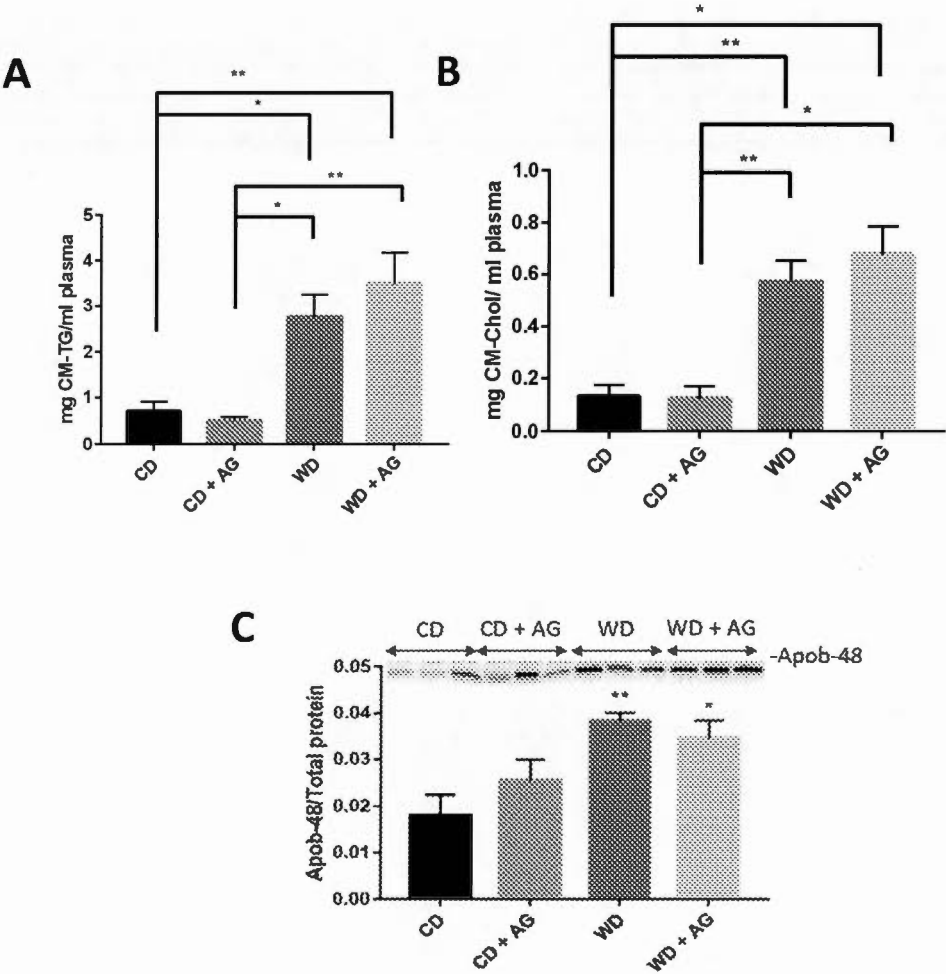 A
**
*
**
*
mg CM-TG/ml plasma
5
4
3
2
1
0
CD
CD + AG
WD
WD + AG
B
*
**
*
**
mg CM-Chol/ ml plasma
1.0
0.8
0.6
0.4
0.2
0.0
CD
CD + AG
WD
WD + AG
C
CD CD + AG WD WD + AG
-Apob-48
** *
Apob-48/Total protein
0.05
0.04
0.03
0.02
0.01
0.00
CD
CD + AG
WD
WD + AG